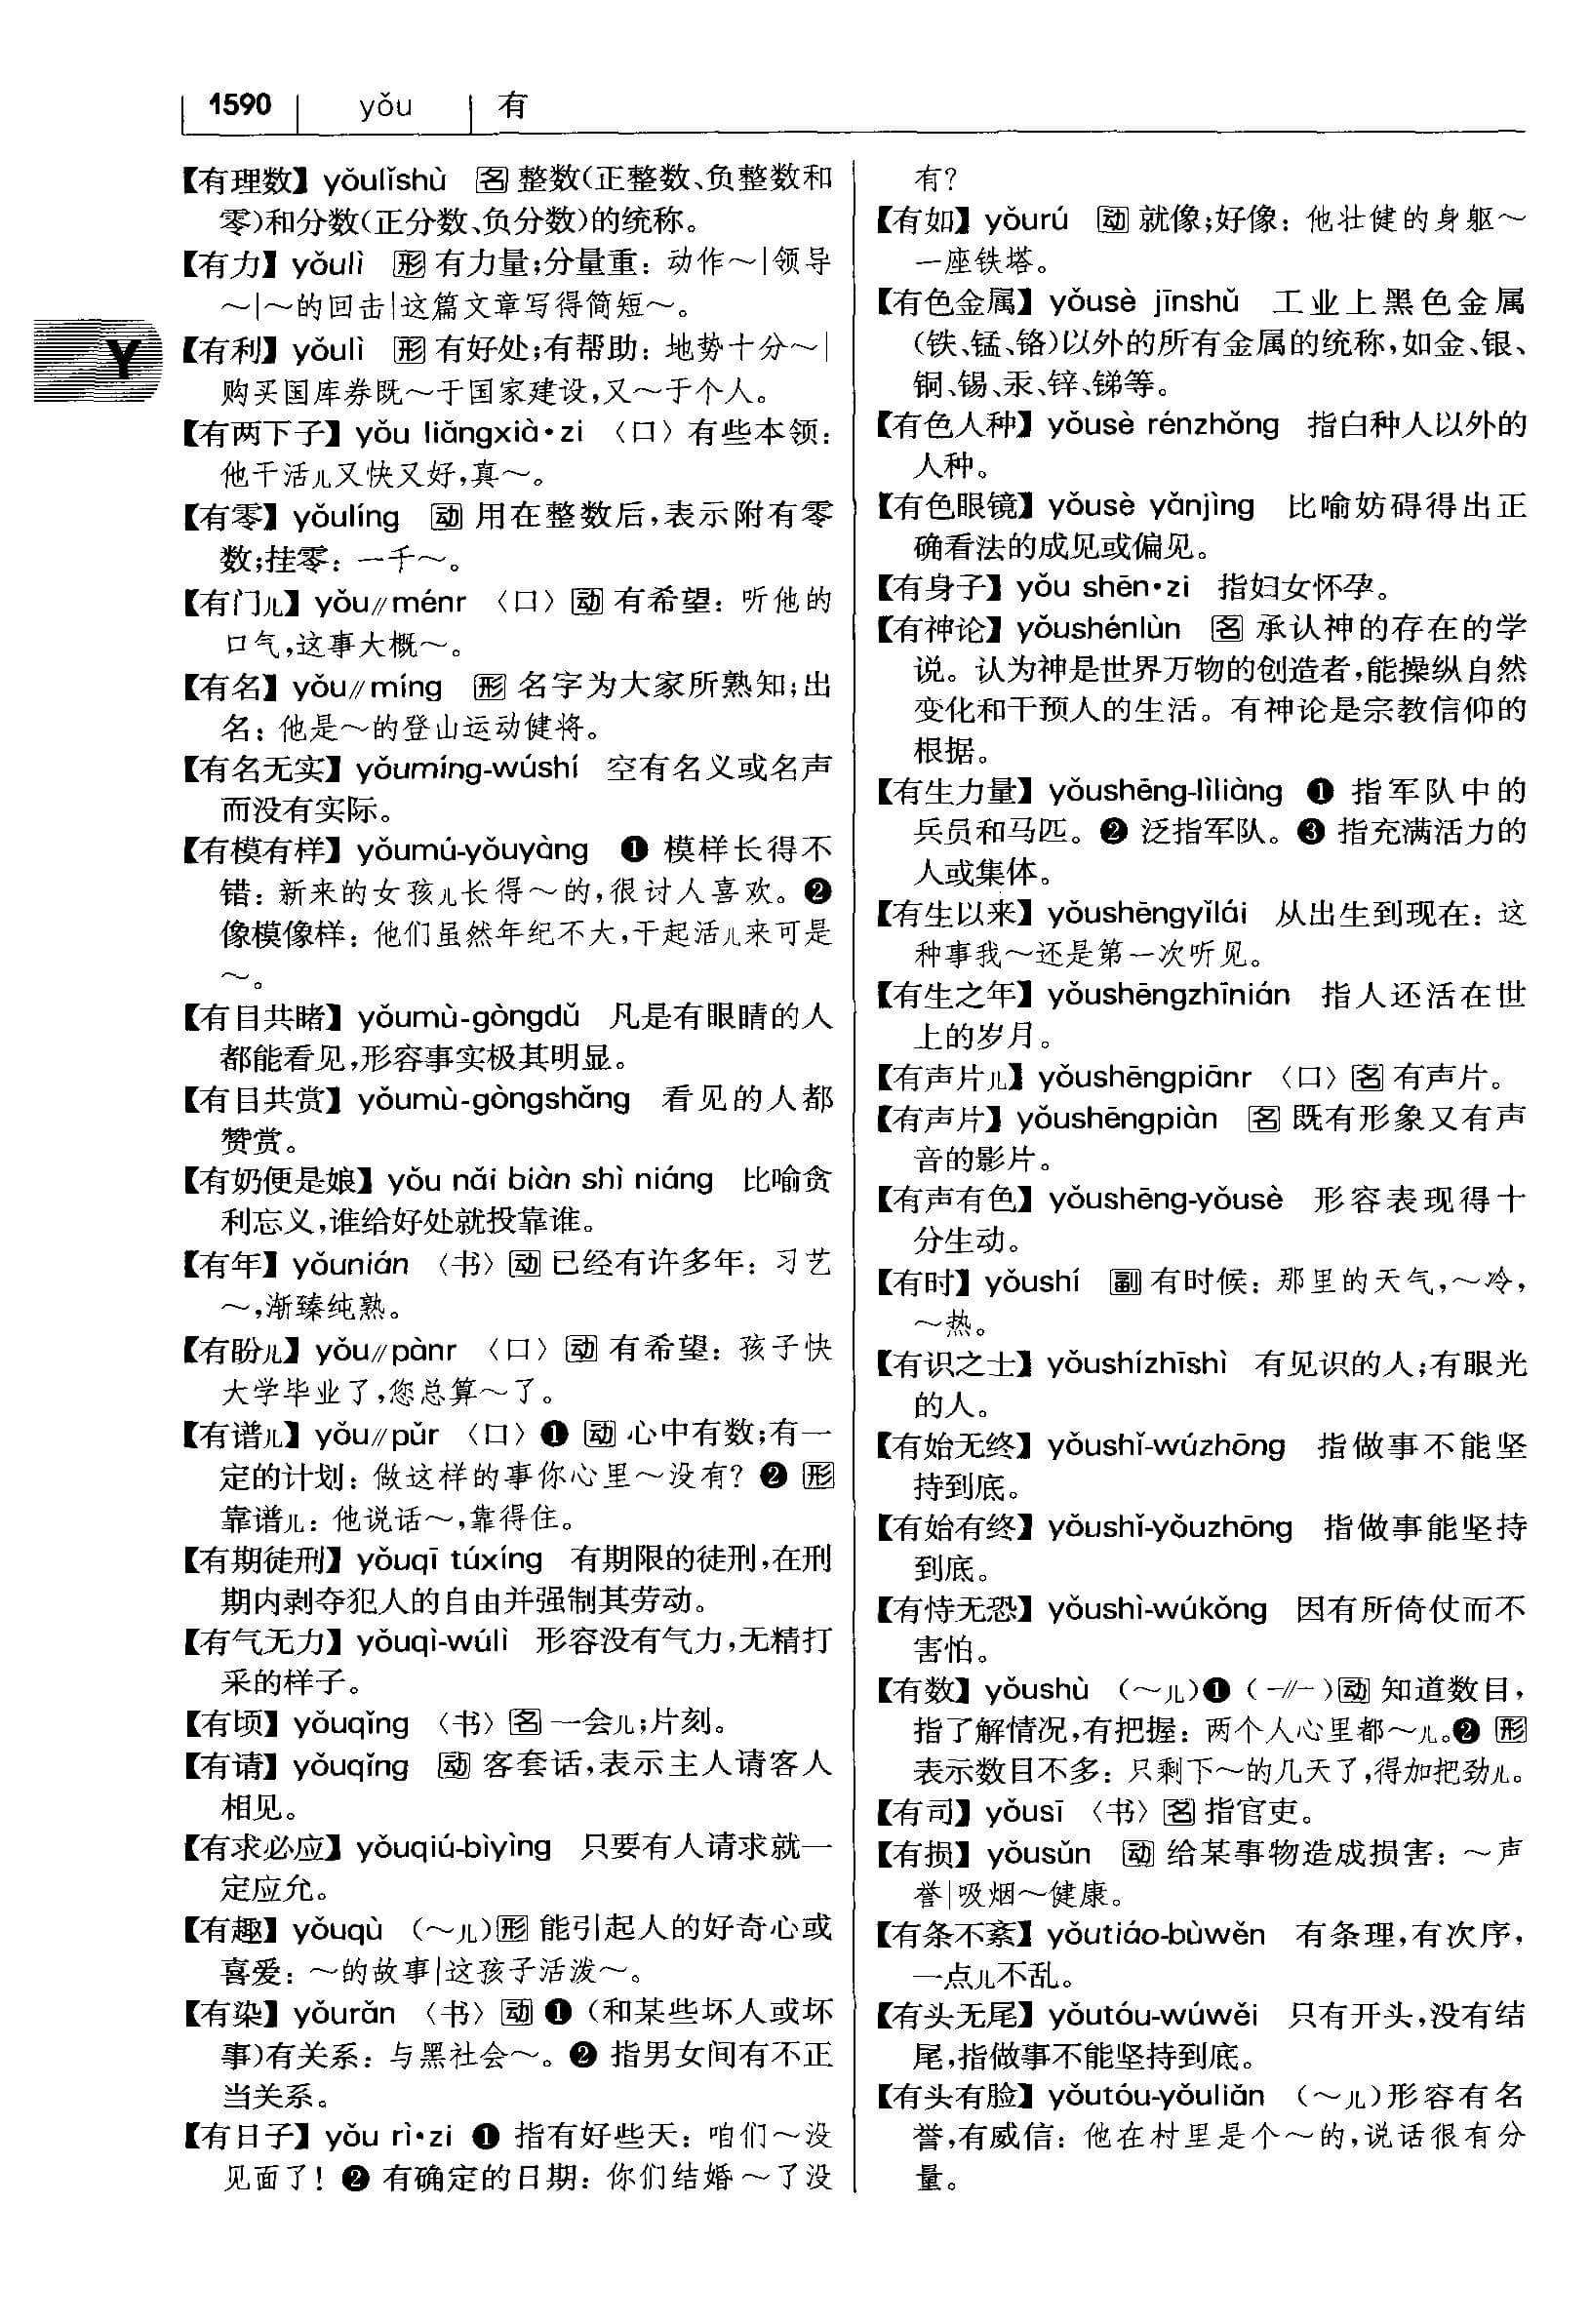 1590 yǒu 有
【有理数】yǒulǐshù 名 整数(正整数、负整数和
零)和分数(正分数、负分数)的统称。
【有力】yǒulì 形 有力量;分量重：动作～|领导
～|～的回击|这篇文章写得简短～。
Y
【有利】yǒulì 形 有好处;有帮助：地势十分～|
购买国库券既～于国家建设,又～于个人。
【有两下子】yǒu liǎngxià·zi 〈口〉有些本领：
他干活儿又快又好,真～。
【有零】yǒulíng 动 用在整数后,表示附有零
数;挂零：一千～。
【有门儿】yǒu//ménr 〈口〉动 有希望：听他的
口气,这事大概～。
【有名】yǒu//míng 形 名字为大家所熟知;出
名：他是～的登山运动健将。
【有名无实】yǒumíng-wúshí 空有名义或名声
而没有实际。
【有模有样】yǒumú-yǒuyàng ❶ 模样长得不
错：新来的女孩儿长得～的,很讨人喜欢。❷
像模像样：他们虽然年纪不大,干起活儿来可是
～。
【有目共睹】yǒumù-gòngdǔ 凡是有眼睛的人
都能看见,形容事实极其明显。
【有目共赏】yǒumù-gòngshǎng 看见的人都
赞赏。
【有奶便是娘】yǒu nǎi biàn shì niáng 比喻贪
利忘义,谁给好处就投靠谁。
【有年】yǒunián 〈书〉动 已经有许多年：习艺
～,渐臻纯熟。
【有盼儿】yǒu//pànr 〈口〉动 有希望：孩子快
大学毕业了,您总算～了。
【有谱儿】yǒu//pǔr 〈口〉❶ 动 心中有数;有一
定的计划：做这样的事你心里～没有? ❷ 形
靠谱儿：他说话～,靠得住。
【有期徒刑】yǒuqī túxíng 有期限的徒刑,在刑
期内剥夺犯人的自由并强制其劳动。
【有气无力】yǒuqì-wúlì 形容没有气力,无精打
采的样子。
【有顷】yǒuqǐng 〈书〉名 一会儿;片刻。
【有请】yǒuqǐng 动 客套话,表示主人请客人
相见。
【有求必应】yǒuqiú-bìyìng 只要有人请求就一
定应允。
【有趣】yǒuqù (～儿)形 能引起人的好奇心或
喜爱：～的故事|这孩子活泼～。
【有染】yǒurǎn 〈书〉动 ❶ (和某些坏人或坏
事)有关系：与黑社会～。❷ 指男女间有不正
当关系。
【有日子】yǒu rì·zi ❶ 指有好些天：咱们～没
见面了! ❷ 有确定的日期：你们结婚～了没
有?
【有如】yǒurú 动 就像;好像：他壮健的身躯～
一座铁塔。
【有色金属】yǒusè jīnshǔ 工业上黑色金属
(铁、锰、铬)以外的所有金属的统称,如金、银、
铜、锡、汞、锌、锑等。
【有色人种】yǒusè rénzhǒng 指白种人以外的
人种。
【有色眼镜】yǒusè yǎnjìng 比喻妨碍得出正
确看法的成见或偏见。
【有身子】yǒu shēn·zi 指妇女怀孕。
【有神论】yǒushénlùn 名 承认神的存在的学
说。认为神是世界万物的创造者,能操纵自然
变化和干预人的生活。有神论是宗教信仰的
根据。
【有生力量】yǒushēng-lìliàng ❶ 指军队中的
兵员和马匹。❷ 泛指军队。❸ 指充满活力的
人或集体。
【有生以来】yǒushēngyǐlái 从出生到现在：这
种事我～还是第一次听见。
【有生之年】yǒushēngzhīnián 指人还活在世
上的岁月。
【有声片儿】yǒushēngpiānr 〈口〉名 有声片。
【有声片】yǒushēngpiàn 名 既有形象又有声
音的影片。
【有声有色】yǒushēng-yǒusè 形容表现得十
分生动。
【有时】yǒushí 副 有时候：那里的天气,～冷,
～热。
【有识之士】yǒushízhīshì 有见识的人;有眼光
的人。
【有始无终】yǒushǐ-wúzhōng 指做事不能坚
持到底。
【有始有终】yǒushǐ-yǒuzhōng 指做事能坚持
到底。
【有恃无恐】yǒushì-wúkǒng 因有所倚仗而不
害怕。
【有数】yǒushù (～儿)❶ (-//-)动 知道数目,
指了解情况,有把握：两个人心里都～儿。❷ 形
表示数目不多：只剩下～的几天了,得加把劲儿。
【有司】yǒusī 〈书〉名 指官吏。
【有损】yǒusǔn 动 给某事物造成损害：～声
誉|吸烟～健康。
【有条不紊】yǒutiáo-bùwěn 有条理,有次序,
一点儿不乱。
【有头无尾】yǒutóu-wúwěi 只有开头,没有结
尾,指做事不能坚持到底。
【有头有脸】yǒutóu-yǒuliǎn (～儿)形容有名
誉,有威信：他在村里是个～的,说话很有分
量。